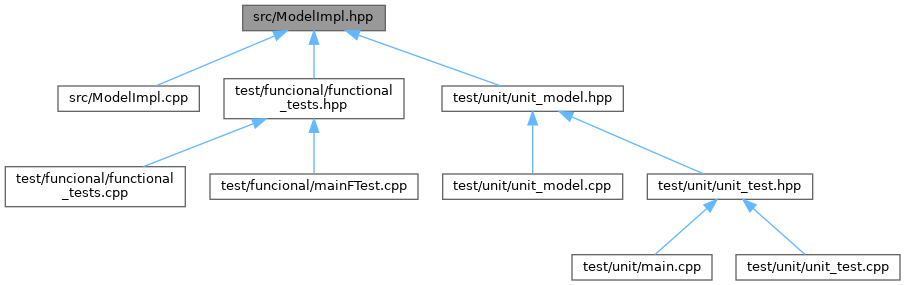 src/ModelImpl.hpp
src/ModelImpl.cpp
test/funcional/functional
_tests.hpp
test/unit/unit_model.hpp
test/funcional/functional
_tests.cpp
test/funcional/mainFTest.cpp
test/unit/unit_model.cpp
test/unit/unit_test.hpp
test/unit/main.cpp
test/unit/unit_test.cpp